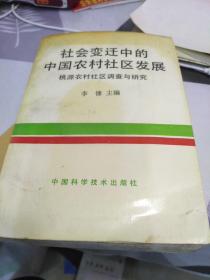 社会变迁中的
中国农村社区发展
桃源农村社区调查与研究
李锋 主编
中国科学技术出版社